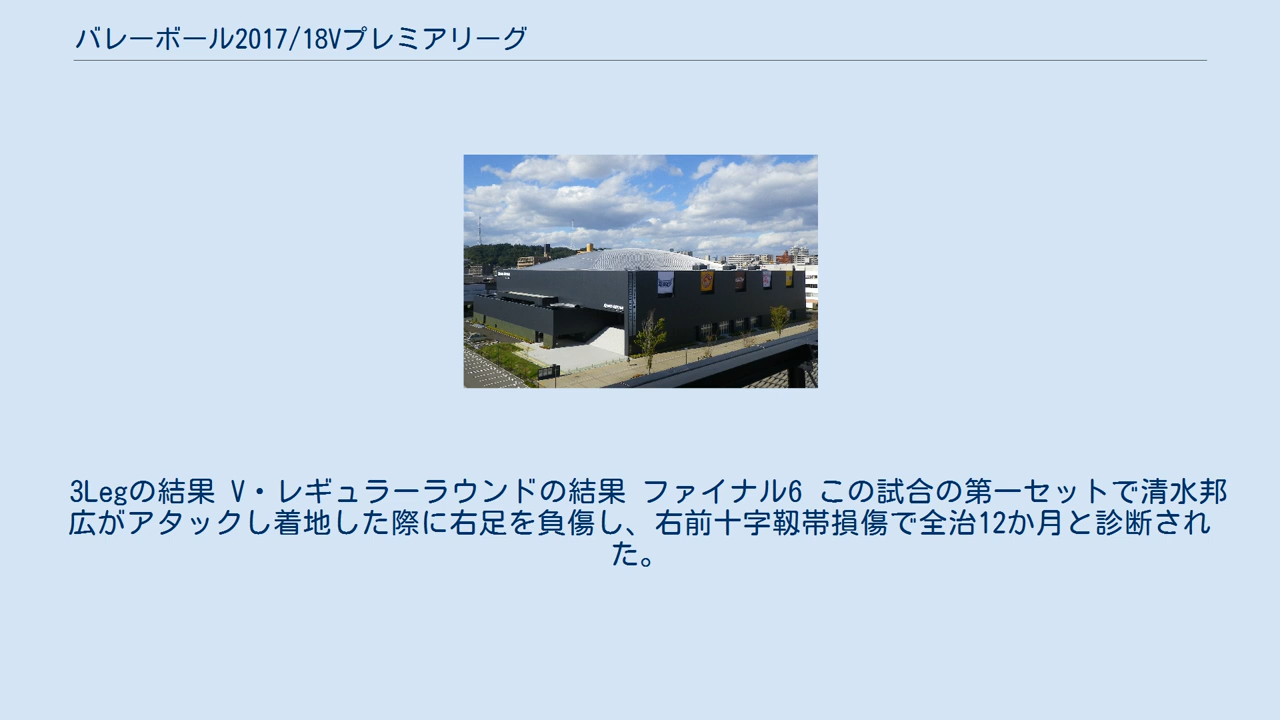 バレーボール2017/18Vプレミアリーグ
3Legの結果 V・レギュラーラウンドの結果 ファイナル6 この試合の第一セットで清水邦
広がアタックし着地した際に右足を負傷し、右前十字靱帯損傷で全治12か月と診断され
た。